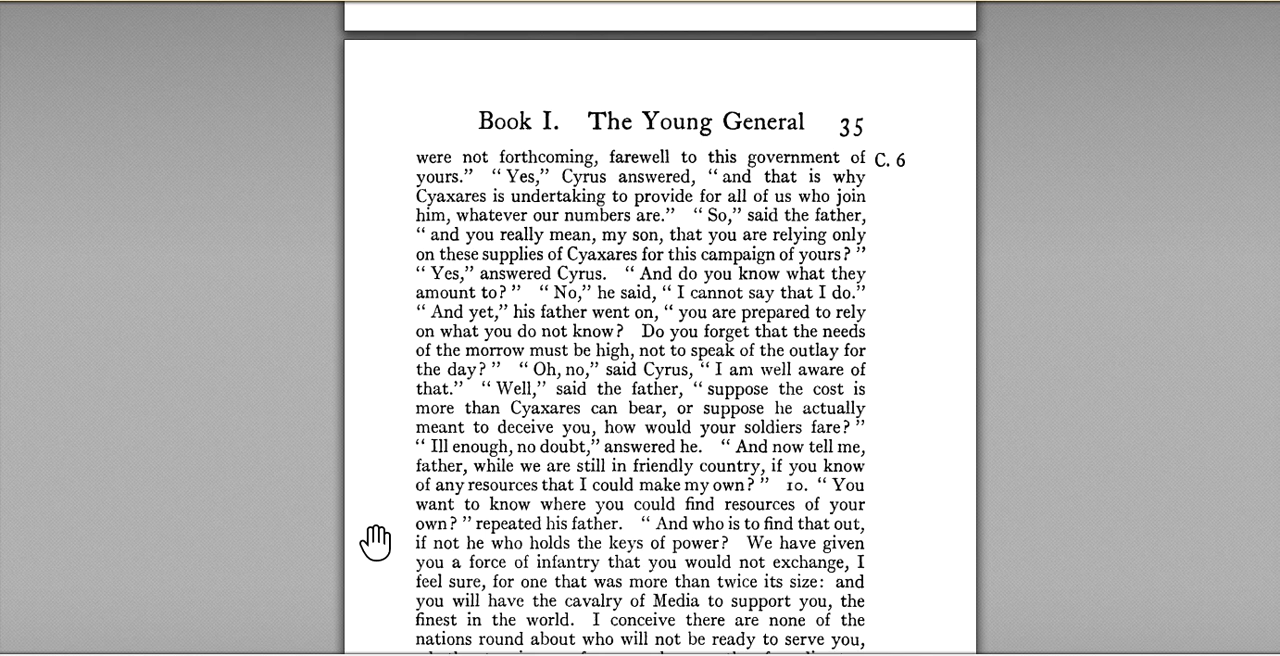 Book I. The Young General 35
were not forthcoming, farewell to this government of C. 6
yours.” “ Yes,” Cyrus answered, “ and that is why
Cyaxares is undertaking to provide for all of us who join
him, whatever our numbers are.” “ So,” said the father,
“ and you really mean, my son, that you are relying only
on these supplies of Cyaxares for this campaign of yours? ”
“ Yes,” answered Cyrus. “ And do you know what they
amount to? ” “ No,” he said, “ I cannot say that I do.”
“ And yet,” his father went on, “ you are prepared to rely
on what you do not know? Do you forget that the needs
of the morrow must be high, not to speak of the outlay for
the day? ” “ Oh, no,” said Cyrus, “ I am well aware of
that.” “ Well,” said the father, “ suppose the cost is
more than Cyaxares can bear, or suppose he actually
meant to deceive you, how would your soldiers fare? ”
“ Ill enough, no doubt,” answered he. “ And now tell me,
father, while we are still in friendly country, if you know
of any resources that I could make my own? ” 10. “ You
want to know where you could find resources of your
own? ” repeated his father. “ And who is to find that out,
if not he who holds the keys of power? We have given
you a force of infantry that you would not exchange, I
feel sure, for one that was more than twice its size: and
you will have the cavalry of Media to support you, the
finest in the world. I conceive there are none of the
nations round about who will not be ready to serve you,